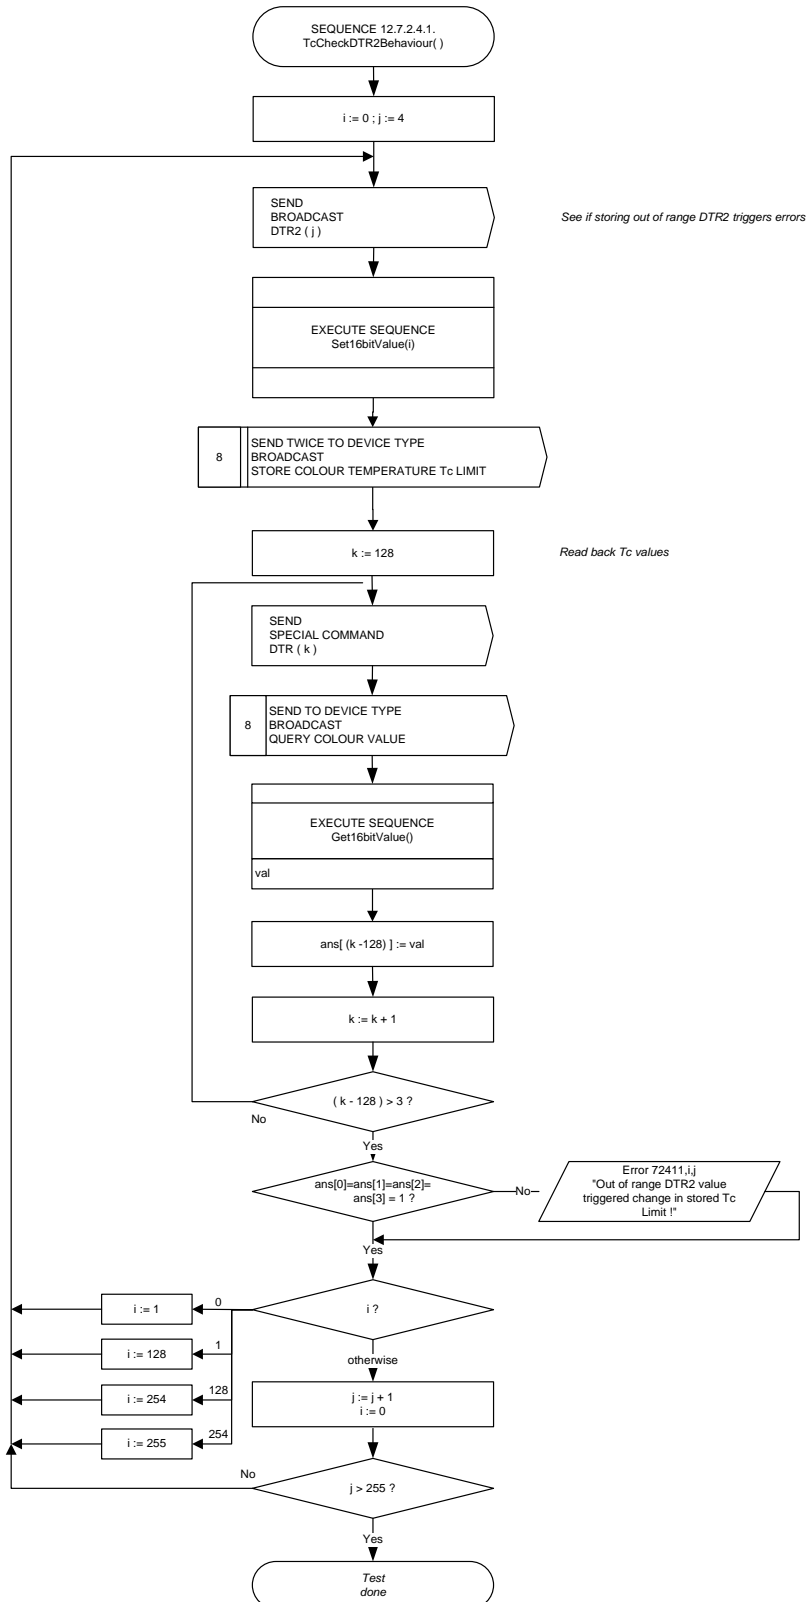 SEQUENCE 12.7.2.4.1.
TcCheckDTR2Behaviour( )
i := 0 ; j := 4
SEND
BROADCAST
DTR2 ( j )
See if storing out of range DTR2 triggers errors
EXECUTE SEQUENCE
Set16bitValue(i)
8
SEND TWICE TO DEVICE TYPE
BROADCAST
STORE COLOUR TEMPERATURE Tc LIMIT
k := 128
Read back Tc values
SEND
SPECIAL COMMAND
DTR ( k )
8
SEND TO DEVICE TYPE
BROADCAST
QUERY COLOUR VALUE
EXECUTE SEQUENCE
Get16bitValue()
val
ans[ (k -128) ] := val
k := k + 1
( k - 128 ) > 3 ?
No
Yes
ans[0]=ans[1]=ans[2]=
ans[3] = 1 ?
No
Error 72411,i,j
"Out of range DTR2 value
triggered change in stored Tc
Limit !"
Yes
i ?
0
i := 1
1
i := 128
128
i := 254
254
i := 255
otherwise
j := j + 1
i := 0
j > 255 ?
No
Yes
Test
done